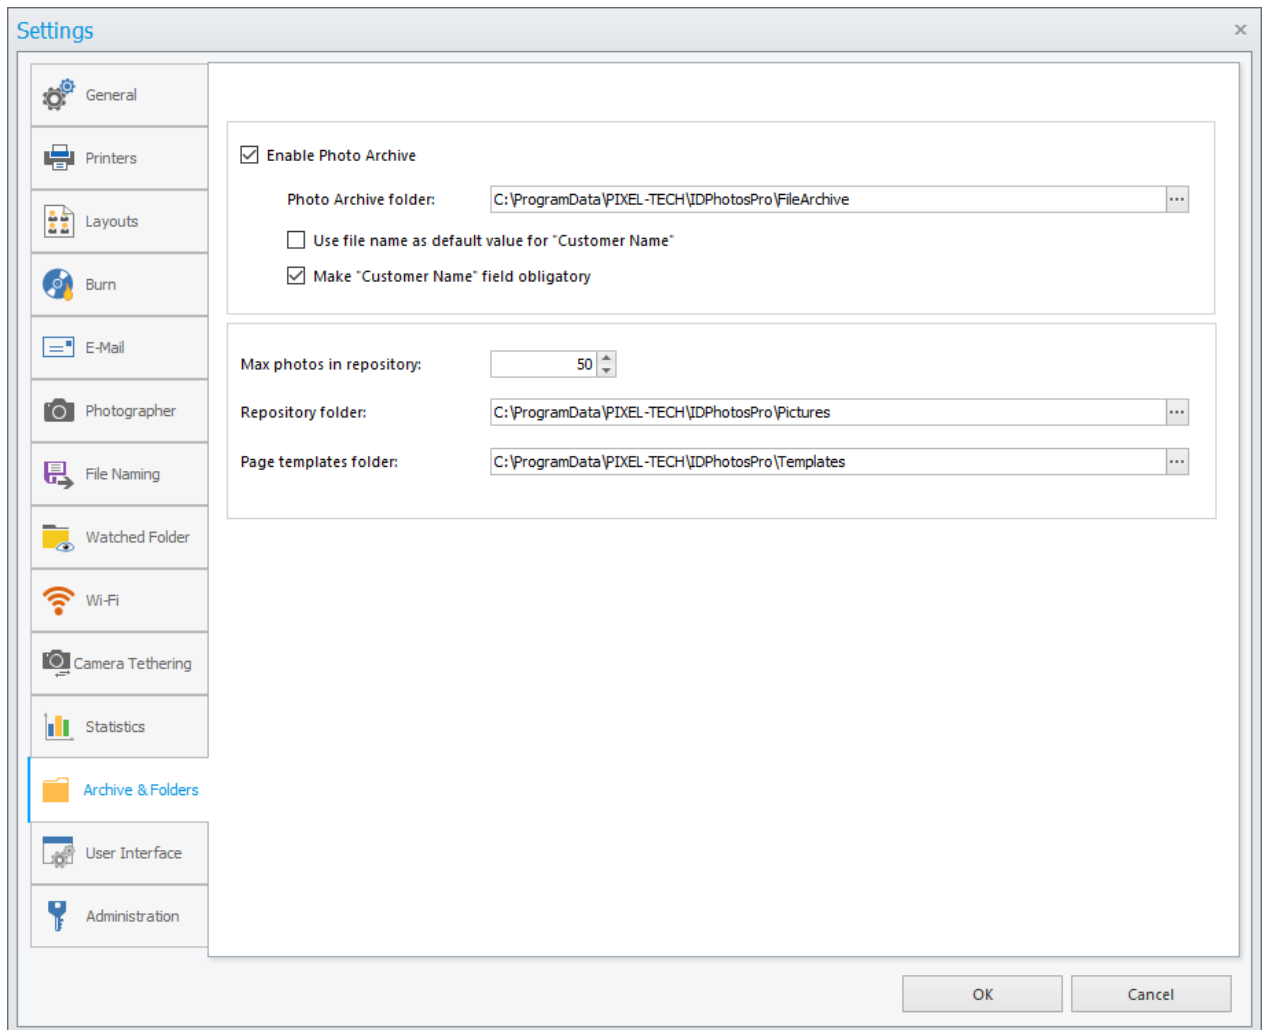 Settings
General
Printers
Layouts
Burn
E-Mail
Photographer
File Naming
Watched Folder
Wi-Fi
Camera Tethering
Statistics
Archive & Folders
User Interface
Administration
Enable Photo Archive
Photo Archive folder: C:\ProgramData\PIXEL-TECH\IDPhotosPro\FileArchive ...
Use file name as default value for "Customer Name"
Make "Customer Name" field obligatory
Max photos in repository: 50
Repository folder: C:\ProgramData\PIXEL-TECH\IDPhotosPro\Pictures ...
Page templates folder: C:\ProgramData\PIXEL-TECH\IDPhotosPro\Templates ...
OK Cancel